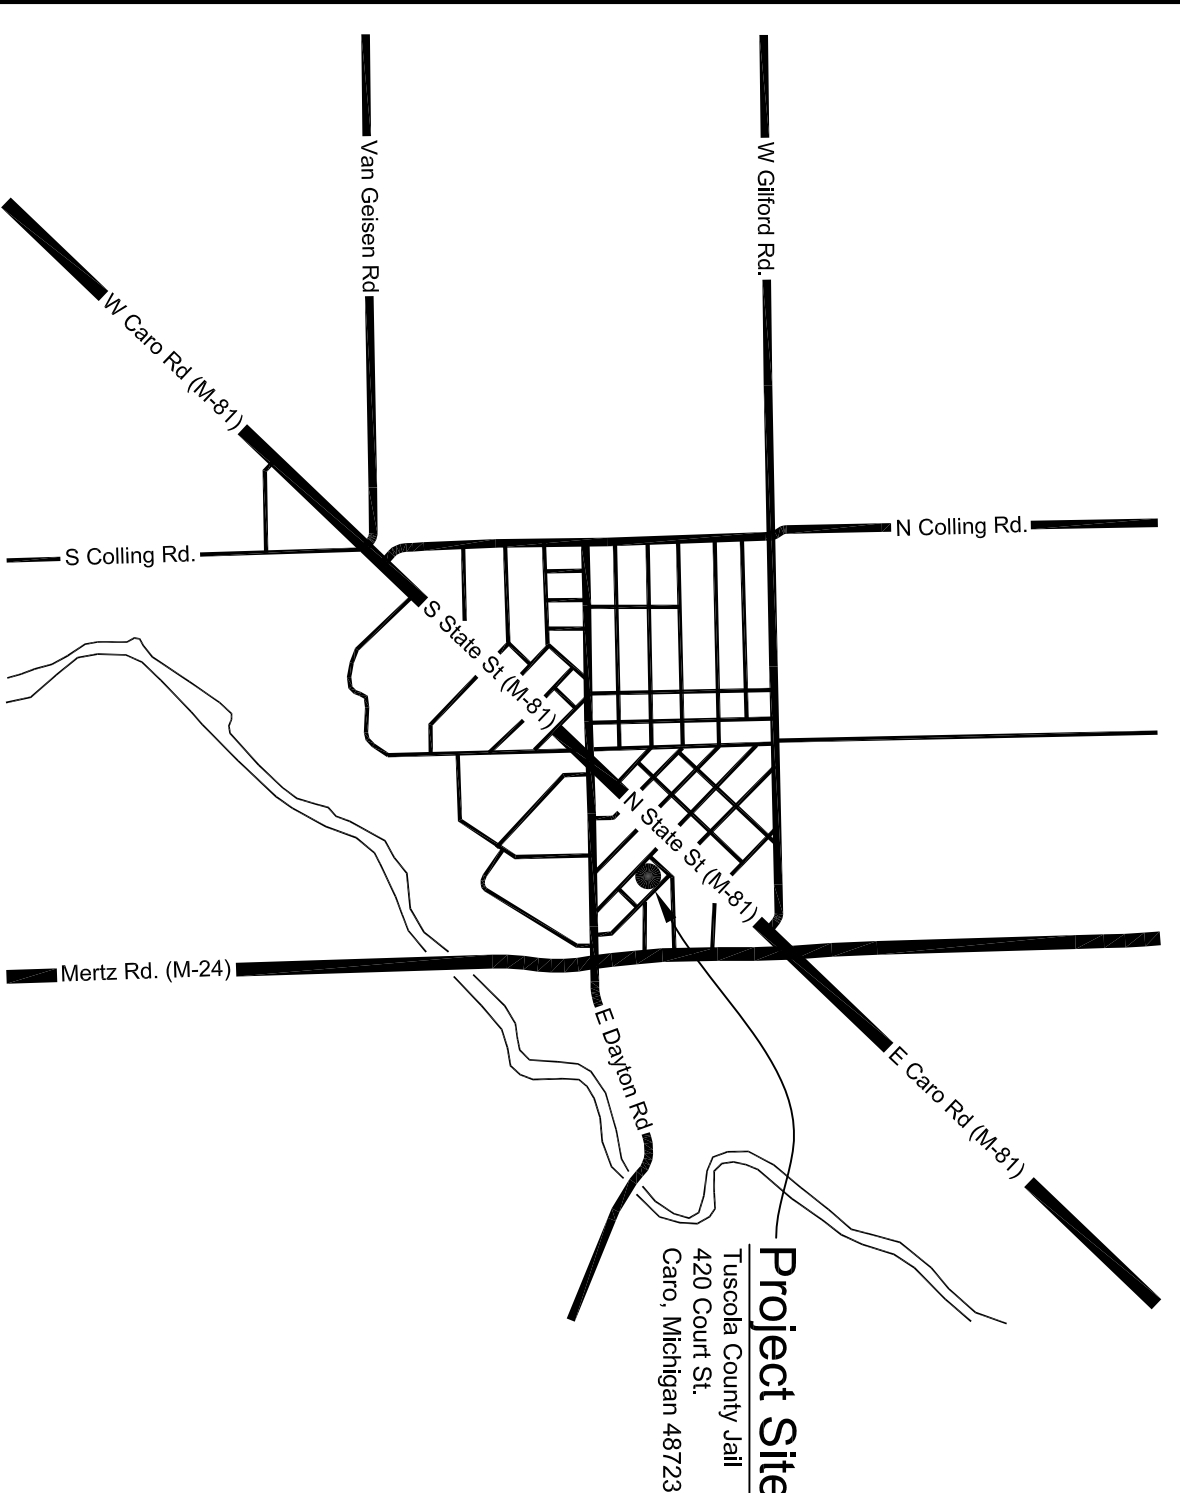 Van Geisen Rd
W Gilford Rd.
W Caro Rd (M-81)
S Colling Rd.
N Colling Rd.
S State St (M-81)
N State St (M-81)
Mertz Rd. (M-24)
E Dayton Rd
E Caro Rd (M-81)
Project Site
Tuscola County Jail
420 Court St.
Caro, Michigan 48723